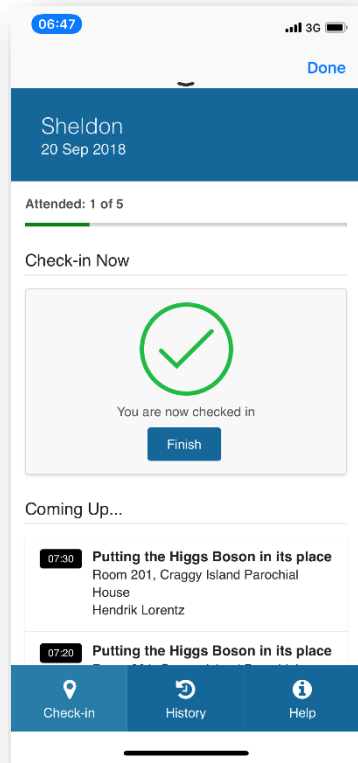 06:47
3G
Done
Sheldon
20 Sep 2018
Attended: 1 of 5
Check-in Now
You are now checked in
Finish
Coming Up...
07:30 Putting the Higgs Boson in its place
Room 201, Craggy Island Parochial
House
Hendrik Lorentz
07:20 Putting the Higgs Boson in its place
Check-in History Help